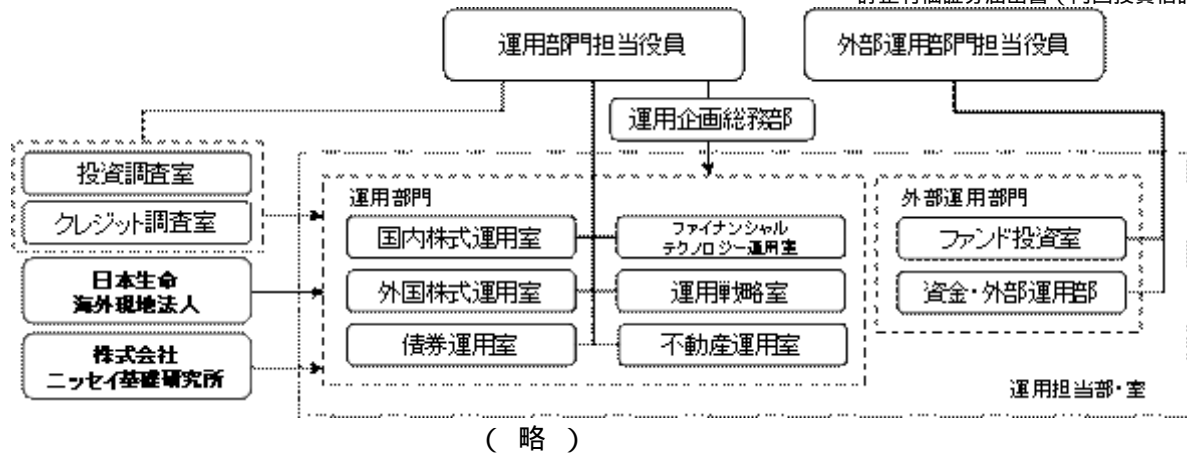 運用部門担当役員
外部運用部門担当役員
運用企画総務部
投資調査室
クレジット調査室
日本生命
海外現地法人
株式会社
ニッセイ基礎研究所
運用部門
国内株式運用室
ファイナンシャル
テクノロジー運用室
外国株式運用室
運用戦略室
債券運用室
不動産運用室
外部運用部門
ファンド投資室
資金・外部運用部
運用担当部・室
( 略 )